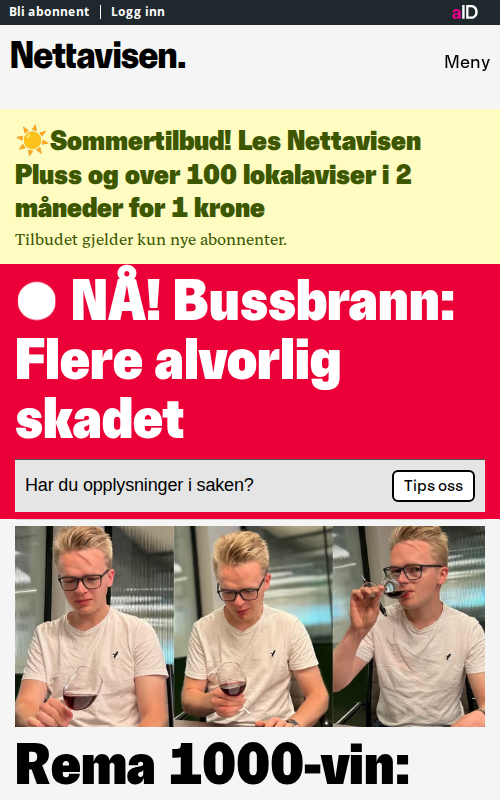 Bli abonnent | Logg inn
aID
Nettavisen.
Meny
☀️Sommertilbud! Les Nettavisen
Pluss og over 100 lokalaviser i 2
måneder for 1 krone
Tilbudet gjelder kun nye abonnenter.
NÅ! Bussbrann:
Flere alvorlig
skadet
Har du opplysninger i saken?
Tips oss
Rema 1000-vin: